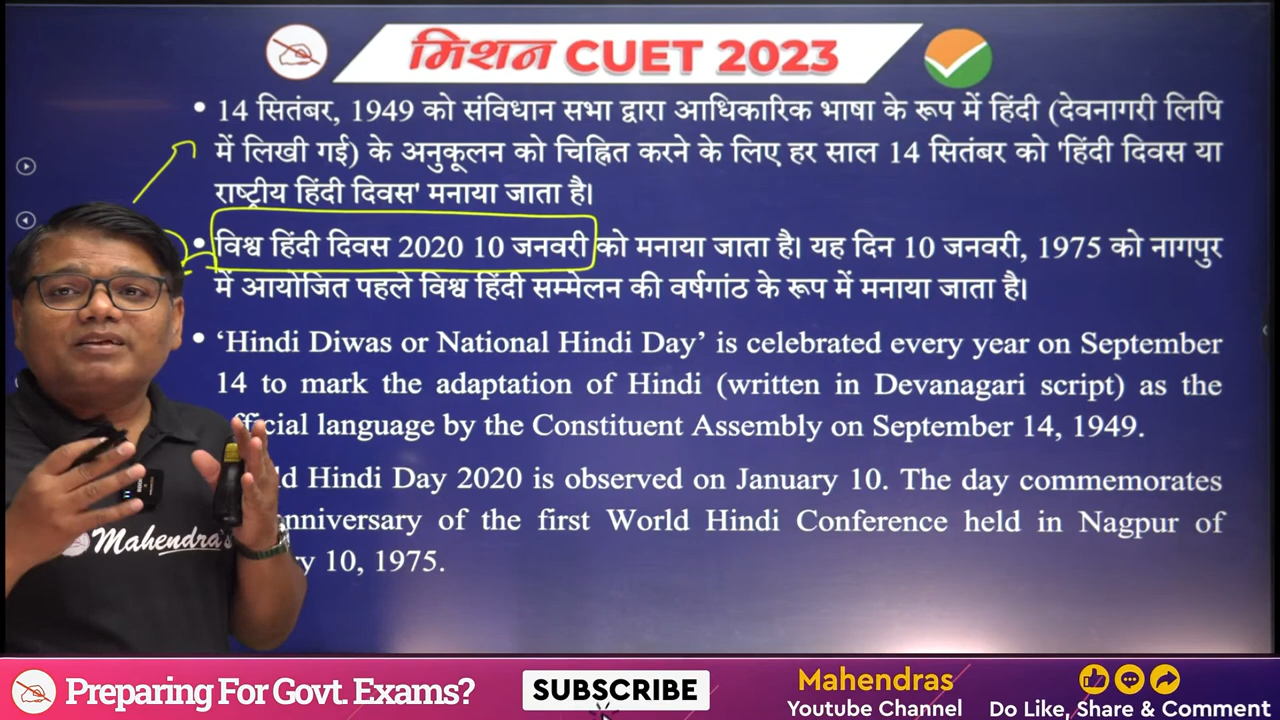 मिशन CUET 2023
• 14 सितंबर, 1949 को संविधान सभा द्वारा आधिकारिक भाषा के रूप में हिंदी (देवनागरी लिपि
में लिखी गई) के अनुकूलन को चिह्नित करने के लिए हर साल 14 सितंबर को 'हिंदी दिवस या
राष्ट्रीय हिंदी दिवस' मनाया जाता है।
• विश्व हिंदी दिवस 2020 10 जनवरी को मनाया जाता है। यह दिन 10 जनवरी, 1975 को नागपुर
में आयोजित पहले विश्व हिंदी सम्मेलन की वर्षगांठ के रूप में मनाया जाता है।
• ‘Hindi Diwas or National Hindi Day’ is celebrated every year on September
14 to mark the adaptation of Hindi (written in Devanagari script) as the
language by the Constituent Assembly on September 14, 1949.
Hindi Day 2020 is observed on January 10. The day commemorates
of the first World Hindi Conference held in Nagpur of
10, 1975.
Mahendra's
Preparing For Govt. Exams?
SUBSCRIBE
Mahendras
Youtube Channel
Do Like, Share & Comment